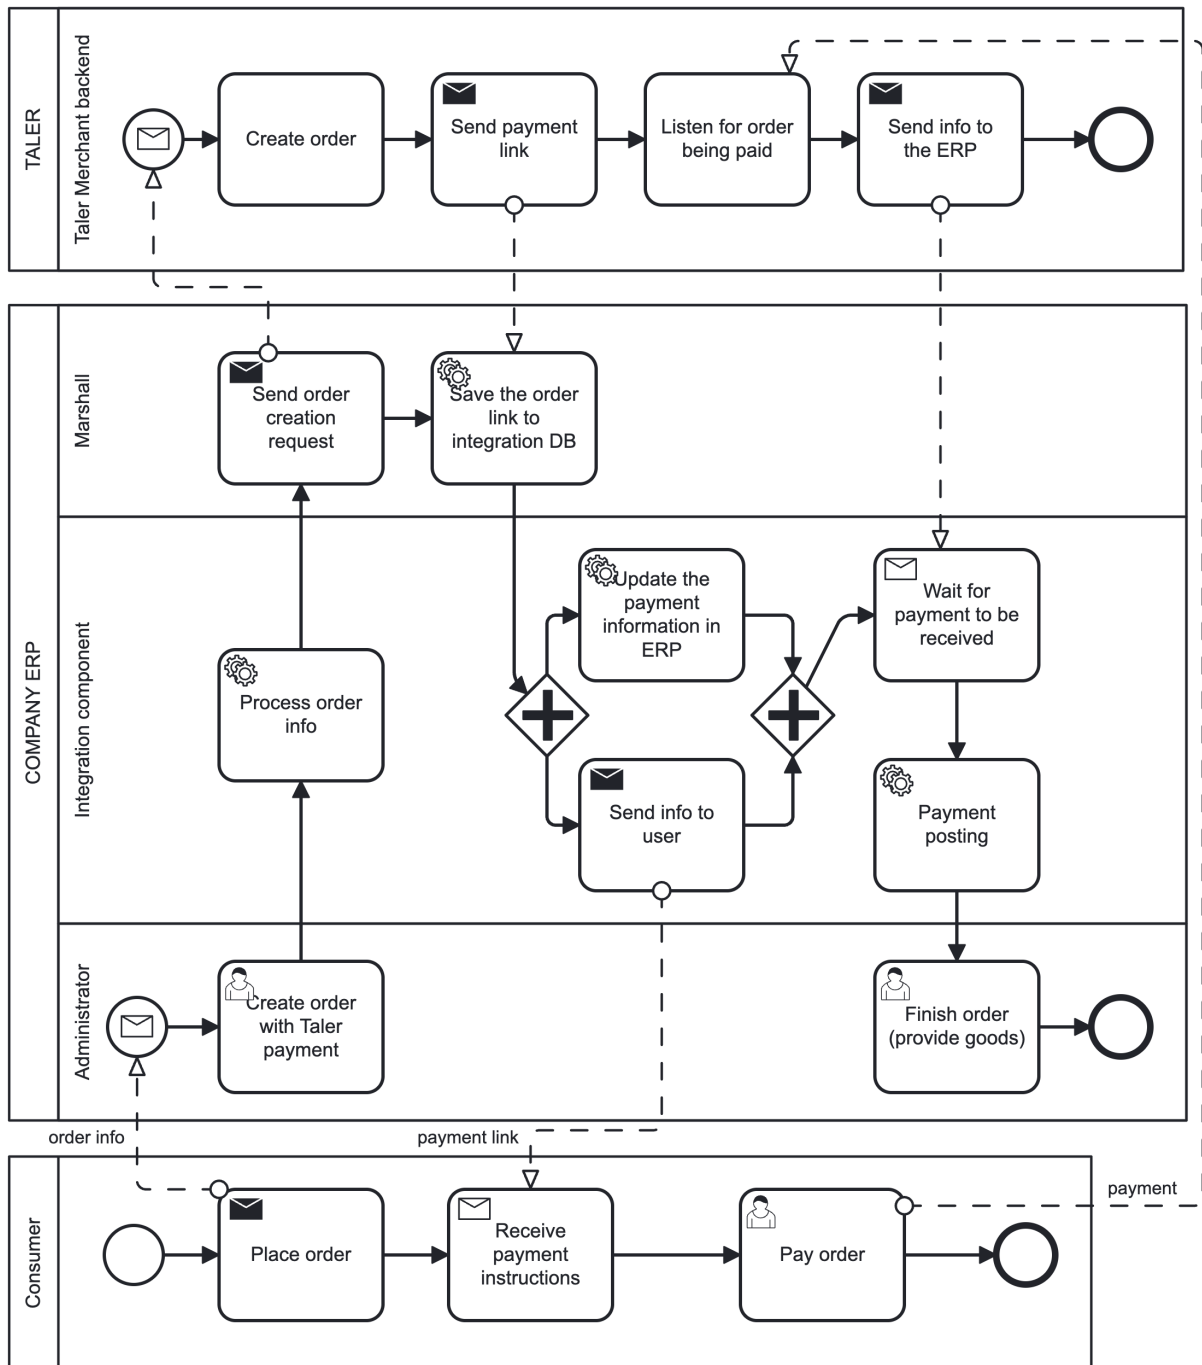 TALER
Taler Merchant backend
Create order
Send payment
link
Listen for order
being paid
Send info to
the ERP
COMPANY ERP
Marshall
Send order
creation
request
Save the order
link to
integration DB
Integration component
Process order
info
Update the
payment
information in
ERP
Send info to
user
Wait for
payment to be
received
Payment
posting
Administrator
Create order
with Taler
payment
Finish order
(provide goods)
order info
payment link
payment
Consumer
Place order
Receive
payment
instructions
Pay order